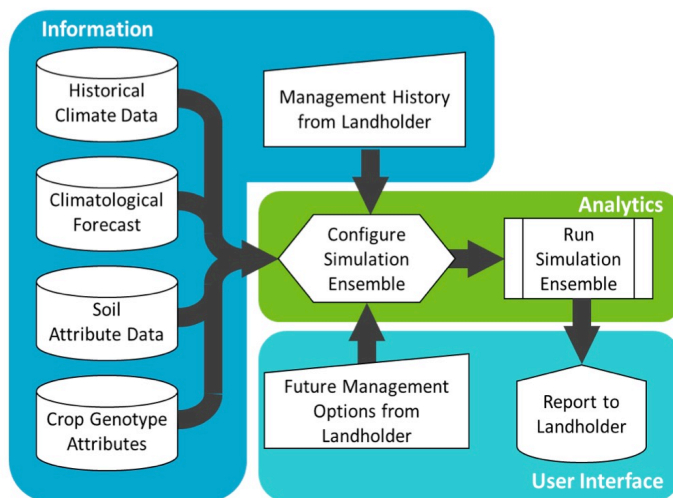 Information
Historical
Climate Data
Climatological
Forecast
Soil
Attribute Data
Crop Genotype
Attributes
Management History
from Landholder
Analytics
Configure
Simulation
Ensemble
Run
Simulation
Ensemble
Future Management
Options from
Landholder
Report to
Landholder
User Interface